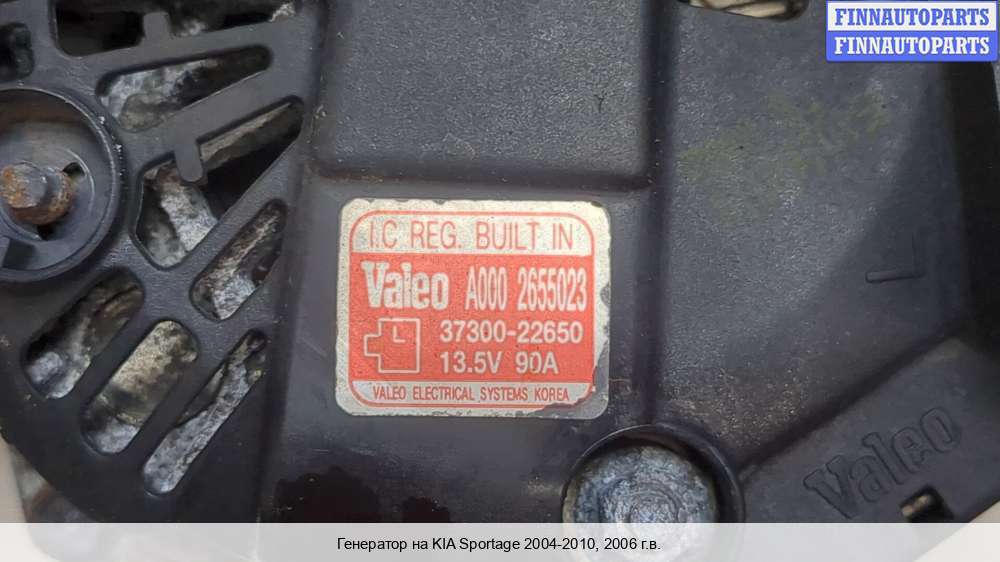 FINNAUTOPARTS
FINNAUTOPARTS
I.C REG. BUILT IN
Valeo A000 2655023
37300-22650
13.5V 90A
VALEO ELECTRICAL SYSTEMS KOREA
Valeo
Генератор на KIA Sportage 2004-2010, 2006 г.в.